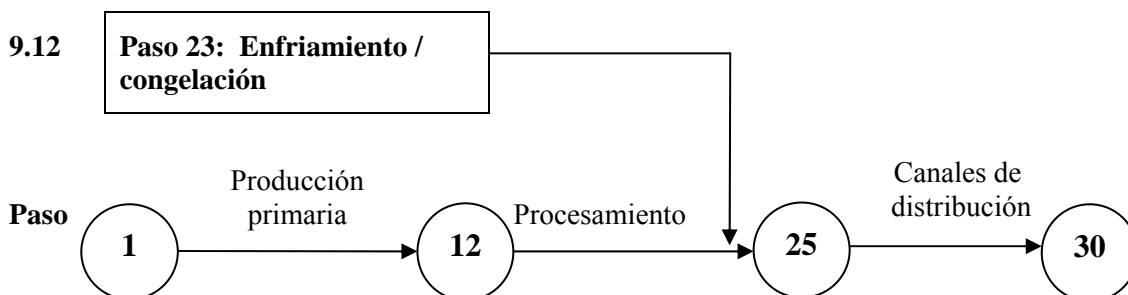 9.12 Paso 23: Enfriamiento /
congelación
Producción
primaria
Procesamiento
Canales de
distribución
Paso 1 12 25 30